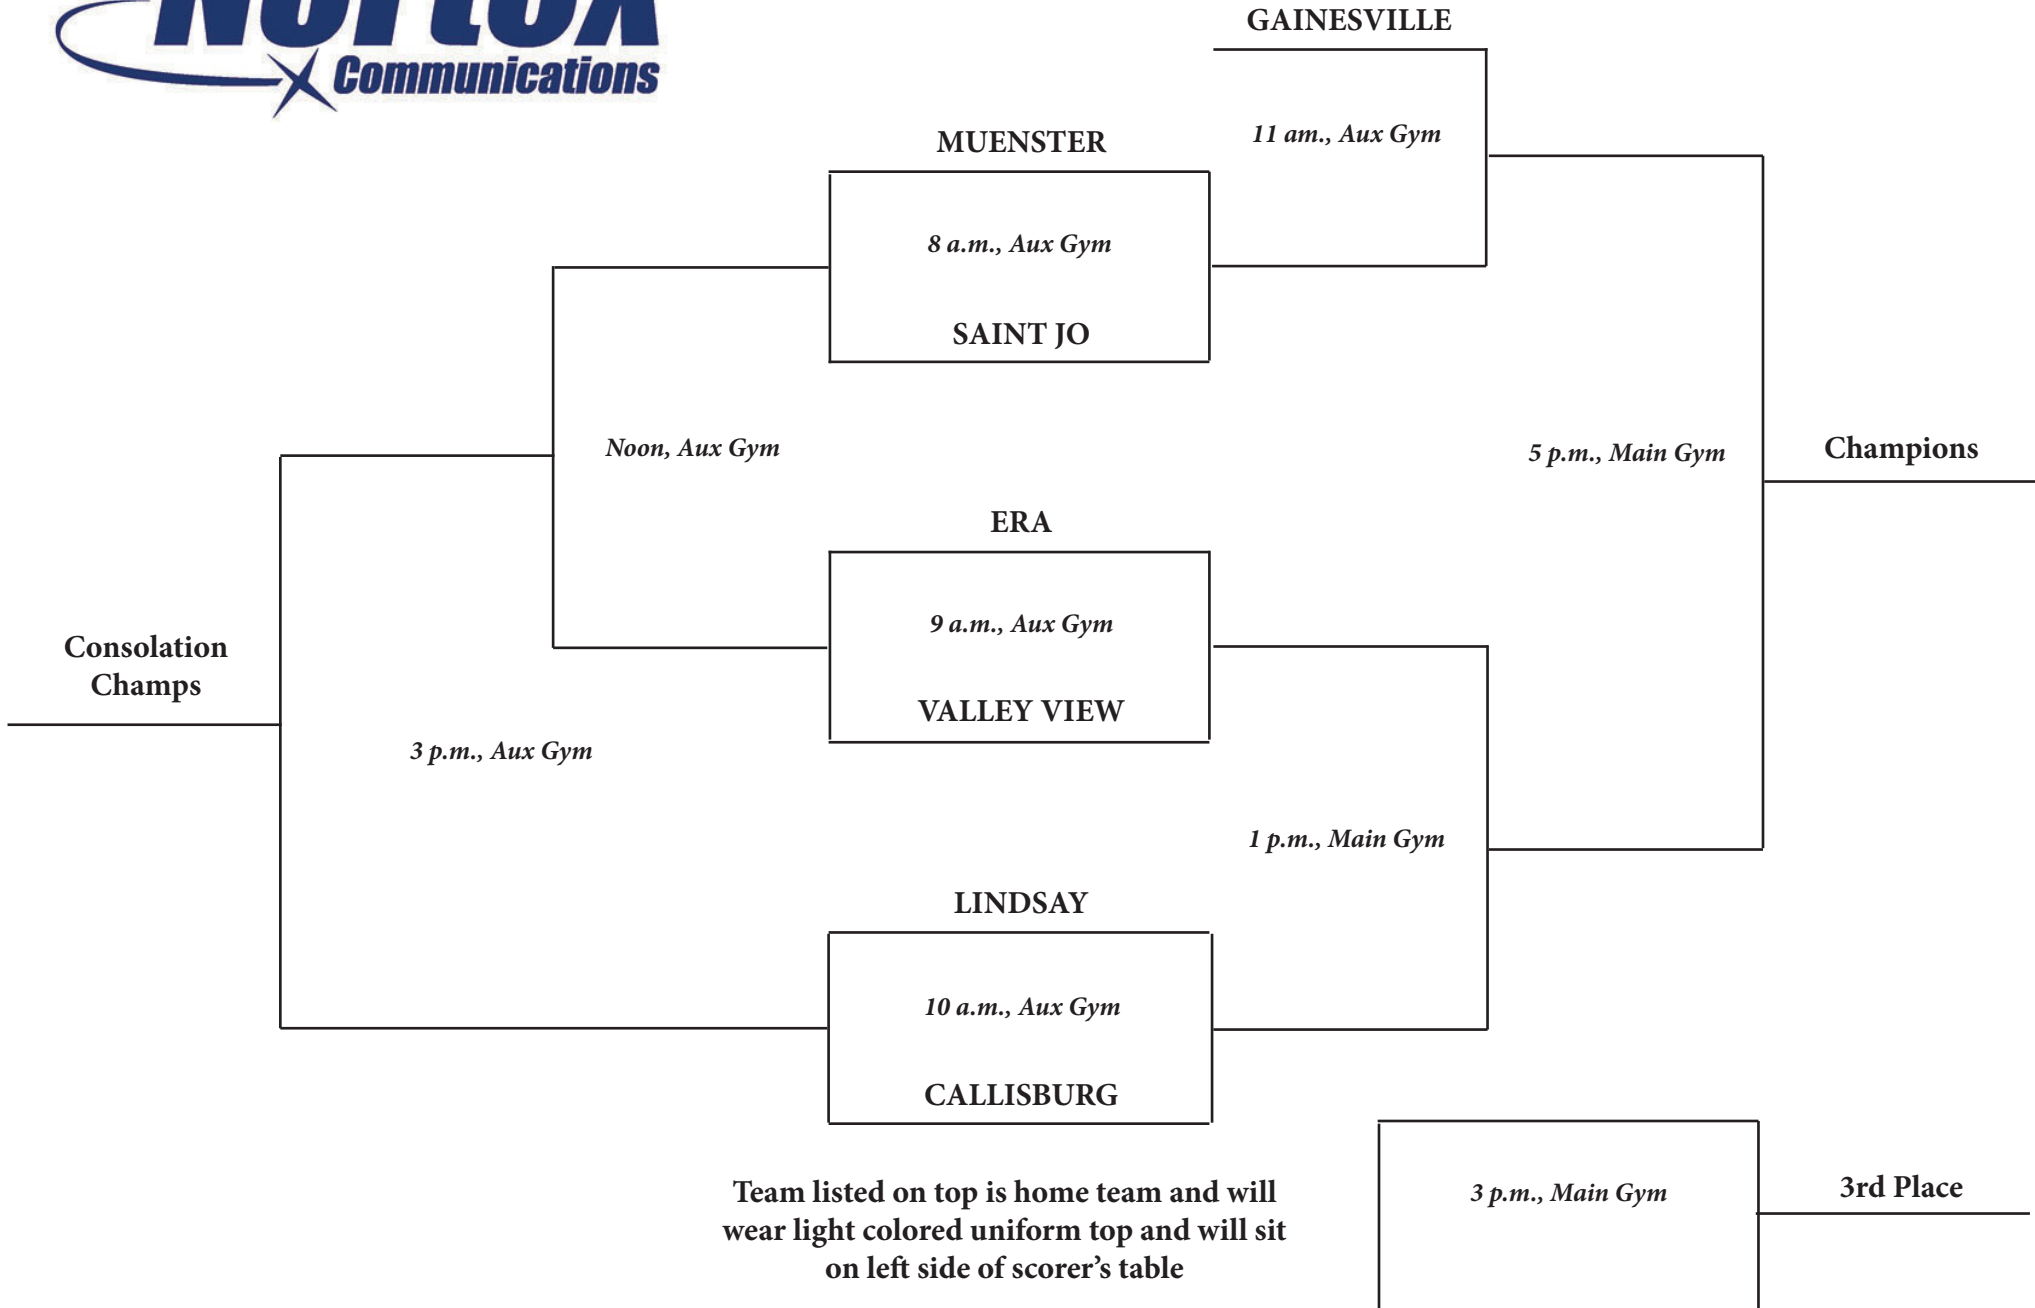 Communications
GAINESVILLE
11 am., Aux Gym
MUENSTER
8 a.m., Aux Gym
SAINT JO
Noon, Aux Gym
5 p.m., Main Gym
Champions
ERA
9 a.m., Aux Gym
VALLEY VIEW
Consolation
Champs
3 p.m., Aux Gym
1 p.m., Main Gym
LINDSAY
10 a.m., Aux Gym
CALLISBURG
3 p.m., Main Gym
3rd Place
Team listed on top is home team and will
wear light colored uniform top and will sit
on left side of scorer’s table